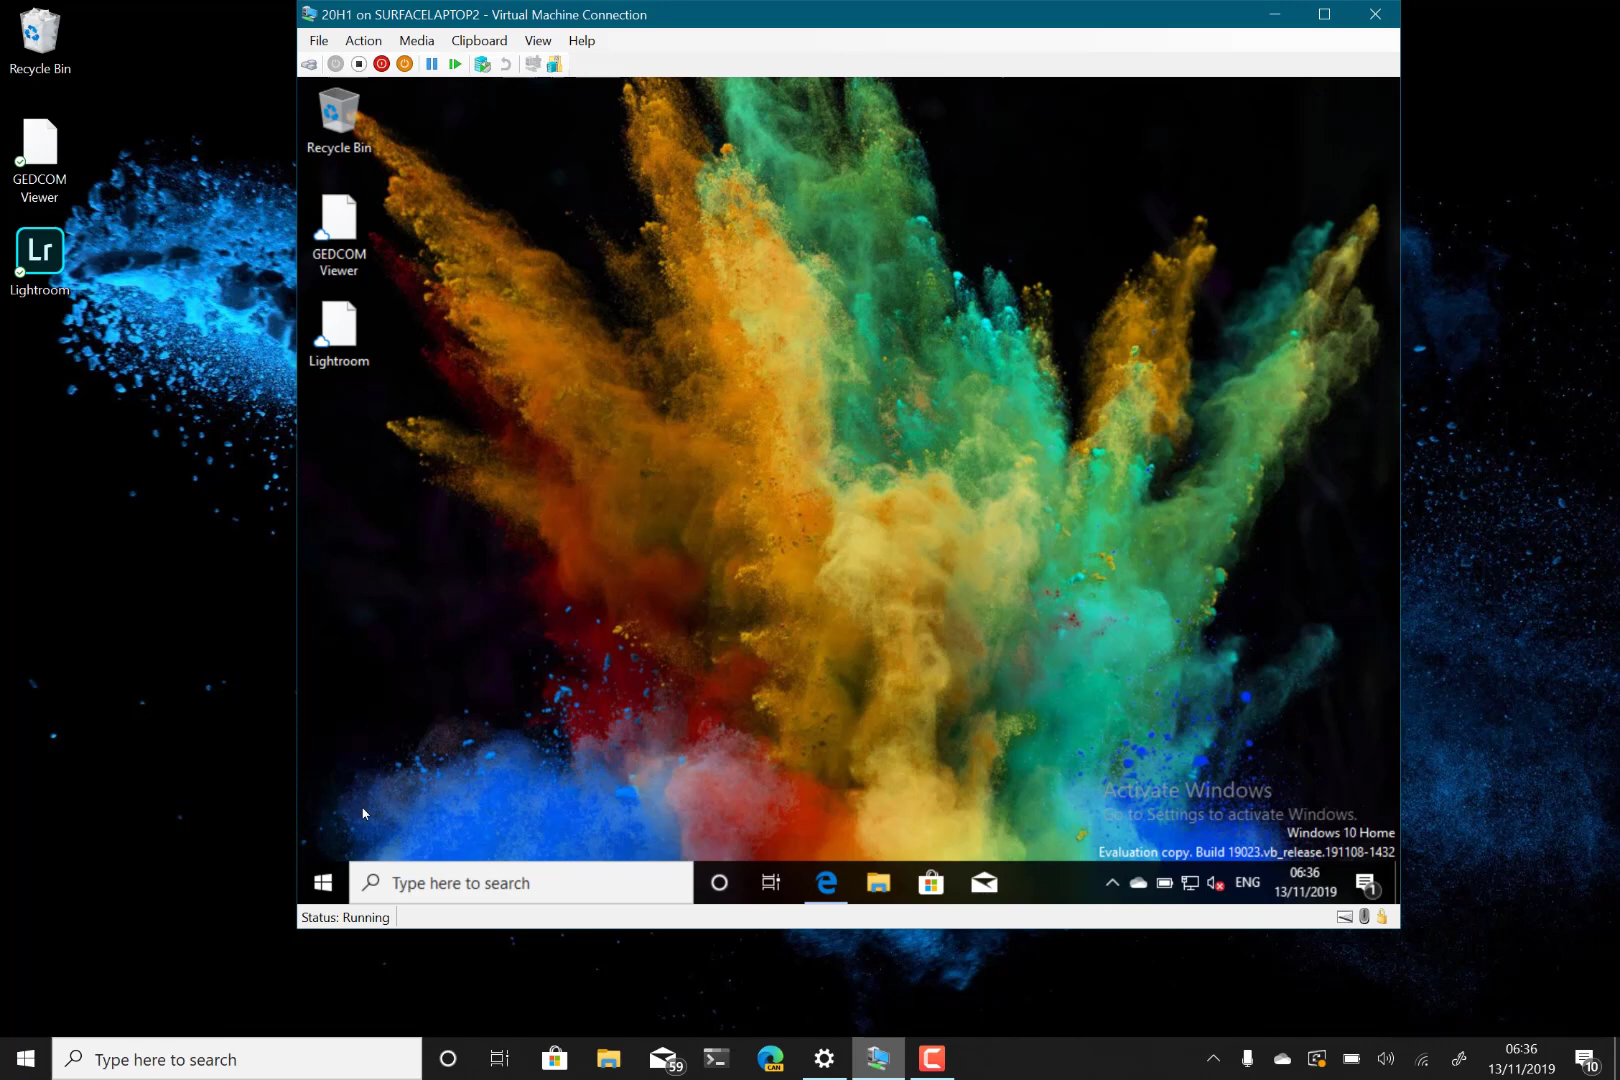 Recycle Bin
GEDCOM
Viewer
Lr
Lightroom
20H1 on SURFACELAPTOP2 - Virtual Machine Connection
File Action Media Clipboard View Help
Recycle Bin
GEDCOM
Viewer
Lightroom
Activate Windows
Go to Settings to activate Windows.
Windows 10 Home
Evaluation copy. Build 19023.vb_release.191108-1432
Type here to search
ENG
06:36
13/11/2019
1
Status: Running
Type here to search
59
CAN
06:36
13/11/2019
10